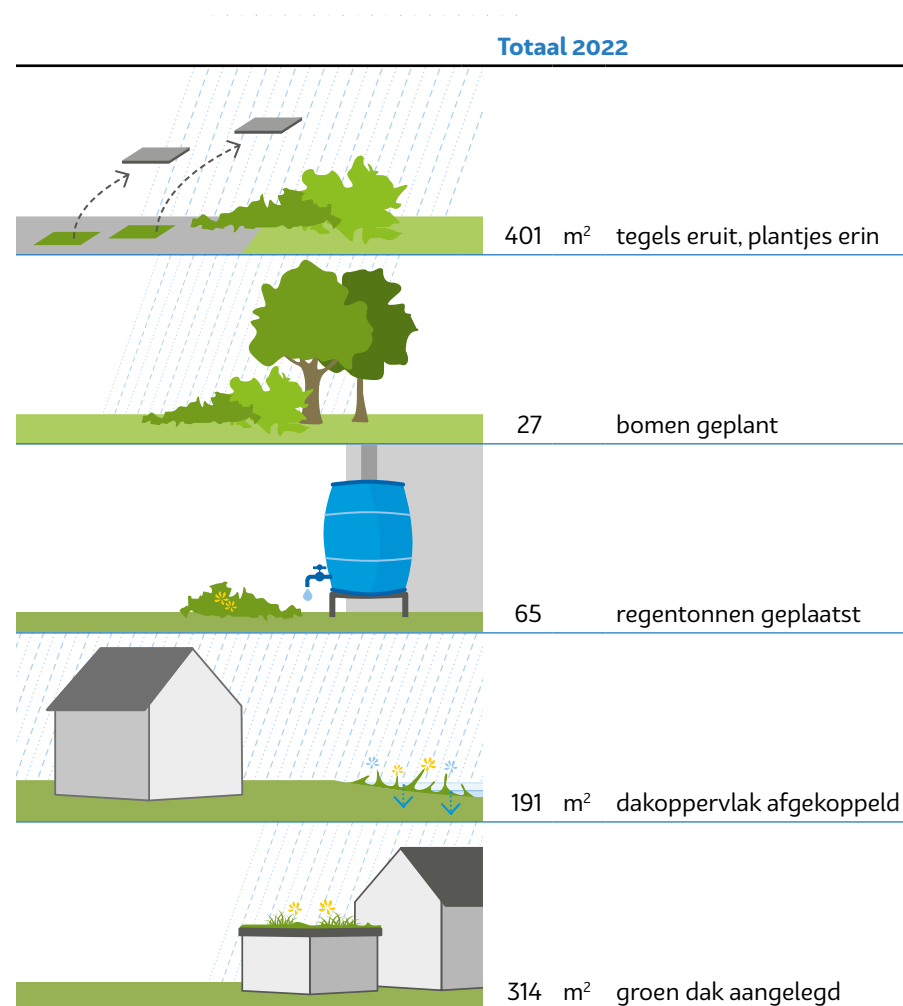 Totaal 2022
401 m² tegels eruit, plantjes erin
27 bomen geplant
65 regentonnen geplaatst
191 m² dakoppervlak afgekoppeld
314 m² groen dak aangelegd